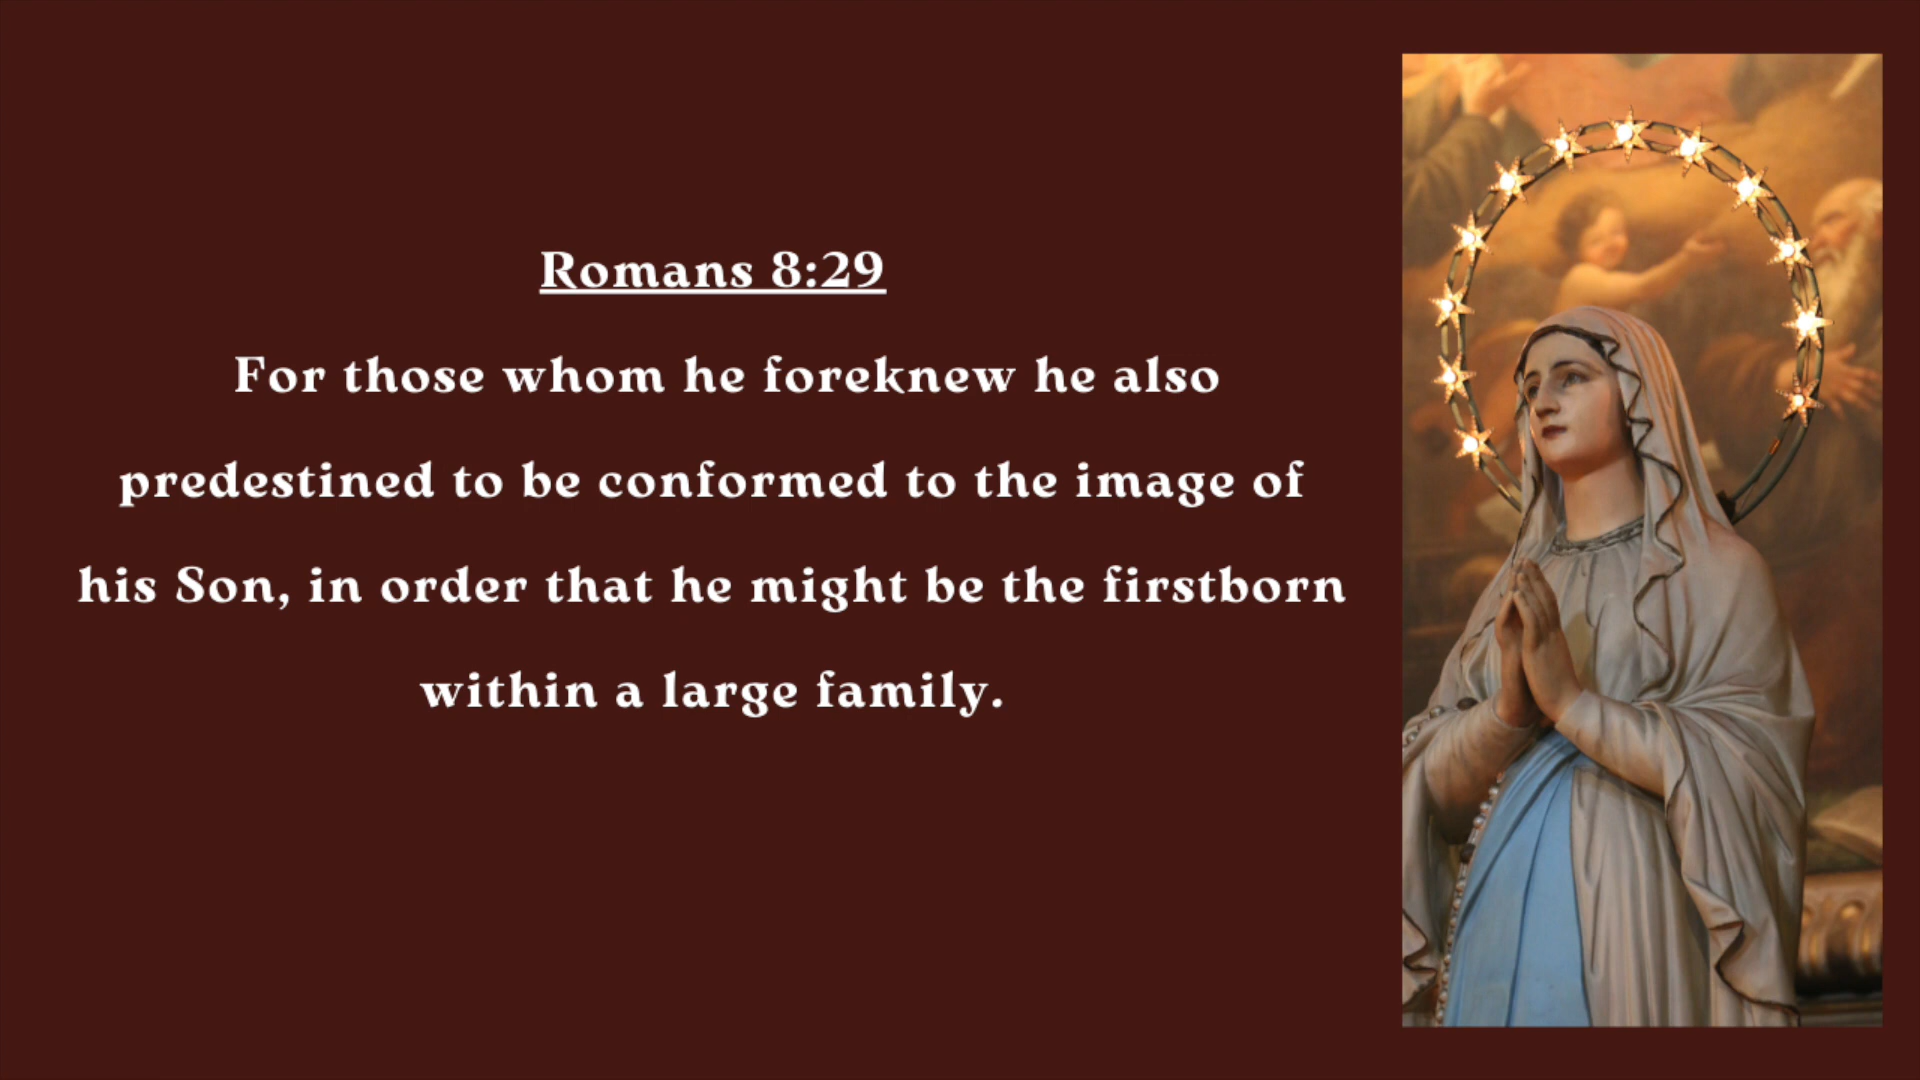 Romans 8:29
For those whom he foreknew he also
predestined to be conformed to the image of
his Son, in order that he might be the firstborn
within a large family.